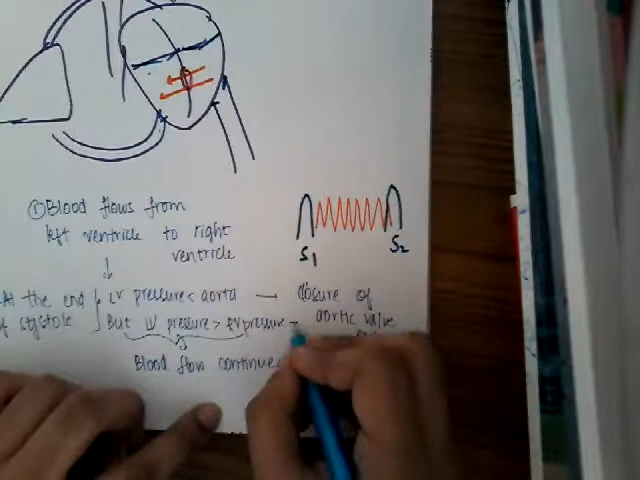 ① Blood flows from
left ventricle to right
ventricle
S1
S2
At the end
of systole
LV pressure < aorta → closure of
aortic valve
But LV pressure > RV pressure
Blood flow continue